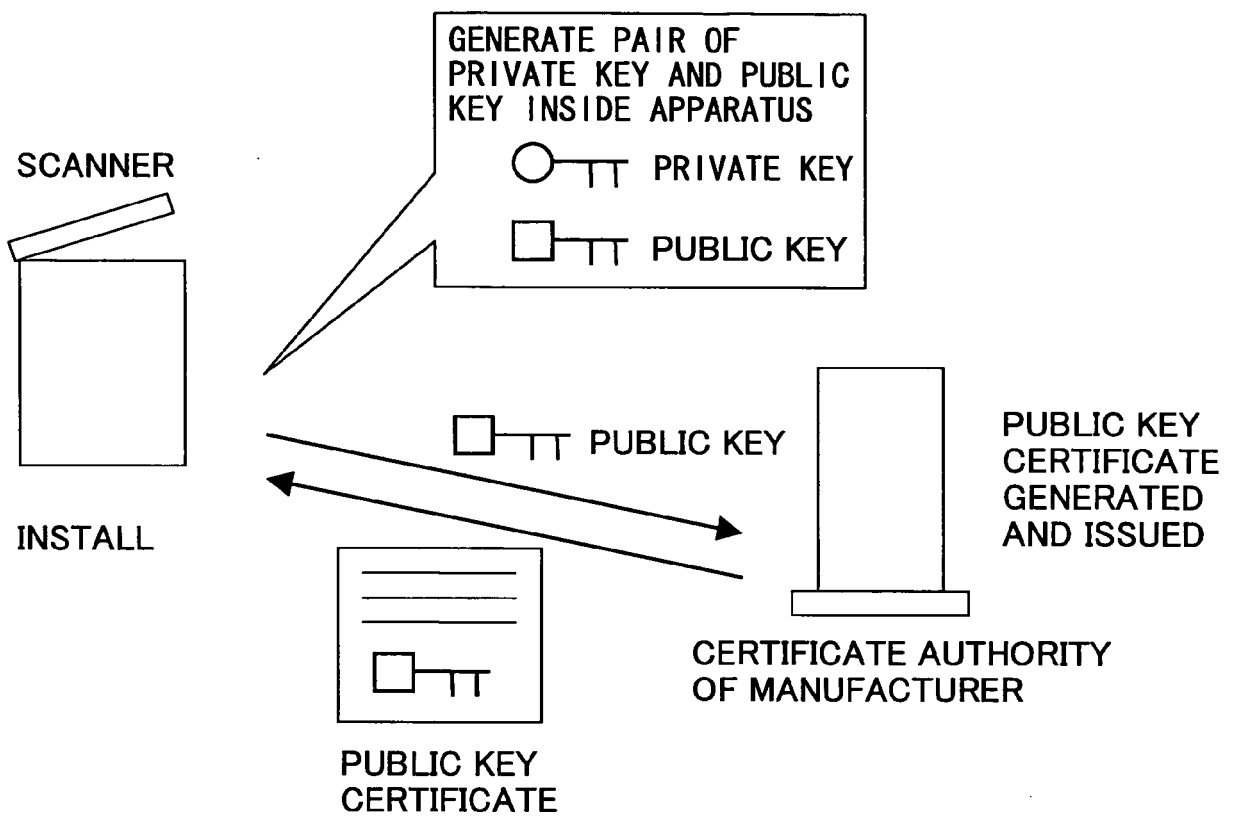 GENERATE PAIR OF
PRIVATE KEY AND PUBLIC
KEY INSIDE APPARATUS
PRIVATE KEY
PUBLIC KEY
SCANNER
INSTALL
PUBLIC KEY
PUBLIC KEY
CERTIFICATE
GENERATED
AND ISSUED
CERTIFICATE AUTHORITY
OF MANUFACTURER
PUBLIC KEY
CERTIFICATE